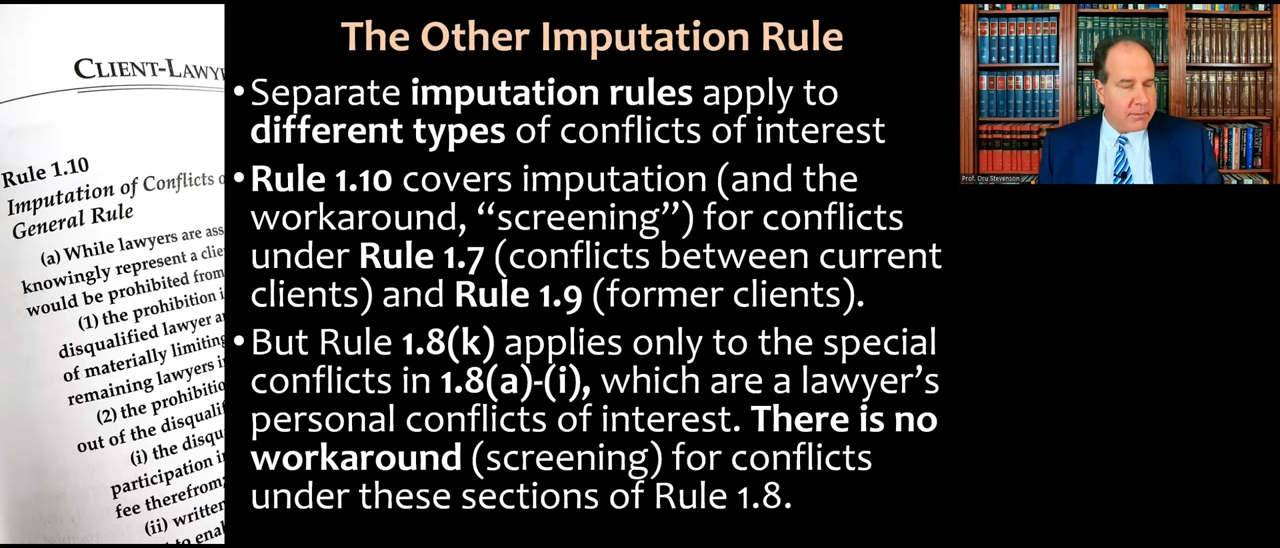 The Other Imputation Rule
• Separate imputation rules apply to
different types of conflicts of interest
• Rule 1.10 covers imputation (and the
workaround, “screening”) for conflicts
under Rule 1.7 (conflicts between current
clients) and Rule 1.9 (former clients).
• But Rule 1.8(k) applies only to the special
conflicts in 1.8(a)-(i), which are a lawyer’s
personal conflicts of interest. There is no
workaround (screening) for conflicts
under these sections of Rule 1.8.
Rule 1.10
Imputation of Conflicts
General Rule
(a) While lawyers are
knowingly represent a
would be prohibited from
(1) the prohibition
disqualified lawyer
of materially limiting
remaining lawyers
(2) the
out of the
(i) the
participation
fee therefrom;
(ii) written
to
Prof. Dru Stevenson